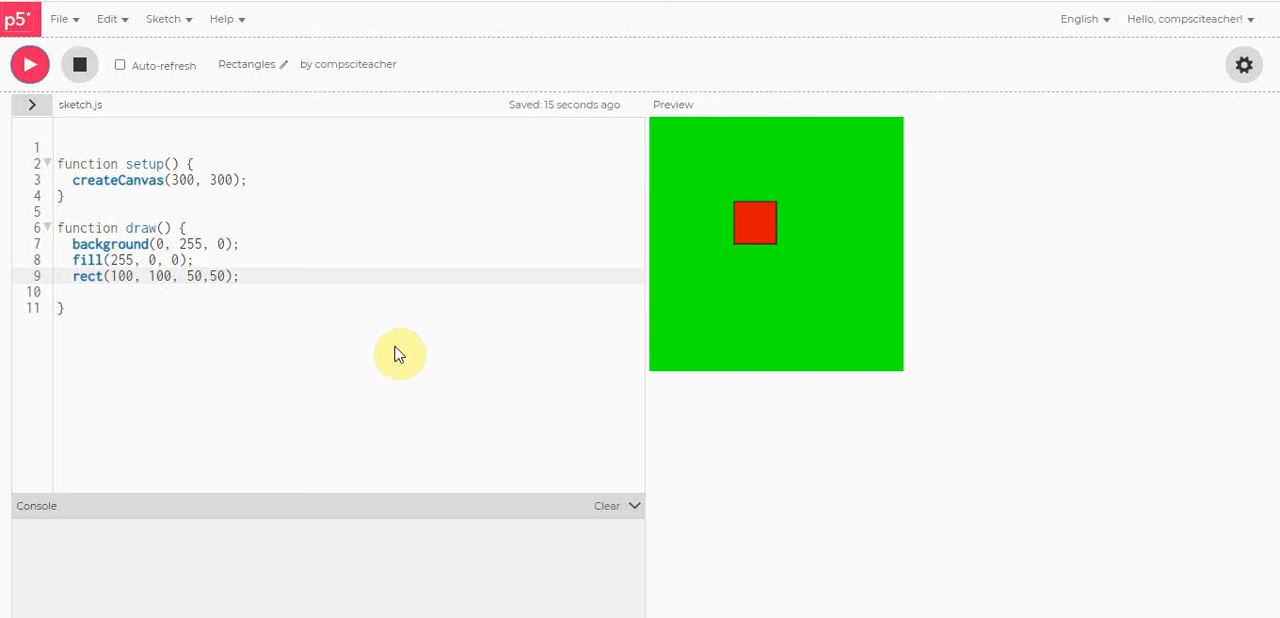 p5* File Edit Sketch Help English Hello, compsciteacher!
Auto-refresh Rectangles by compsciteacher
sketch.js Saved: 15 seconds ago Preview
1
2 function setup() {
3 createCanvas(300, 300);
4 }
5
6 function draw() {
7 background(0, 255, 0);
8 fill(255, 0, 0);
9 rect(100, 100, 50,50);
10
11 }
Console Clear